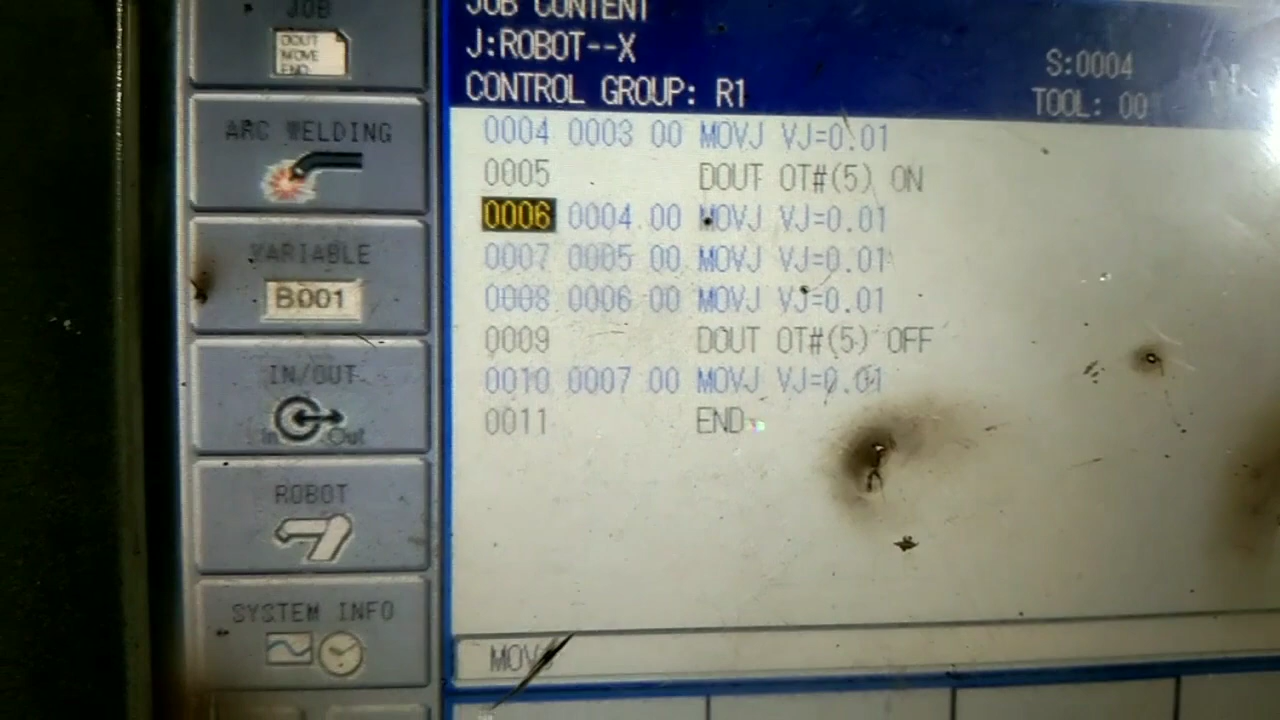 JOB
DOUT
MOVE
END
ARC WELDING
VARIABLE
B001
IN/OUT
In Out
ROBOT
SYSTEM INFO
JOB CONTENT
J:ROBOT--X
S:0004
CONTROL GROUP: R1
TOOL: 00
0004 0003 00 MOVJ VJ=0.01
0005 DOUT OT#(5) ON
0006 0004 00 MOVJ VJ=0.01
0007 0005 00 MOVJ VJ=0.01
0008 0006 00 MOVJ VJ=0.01
0009 DOUT OT#(5) OFF
0010 0007 00 MOVJ VJ=0.01
0011 END